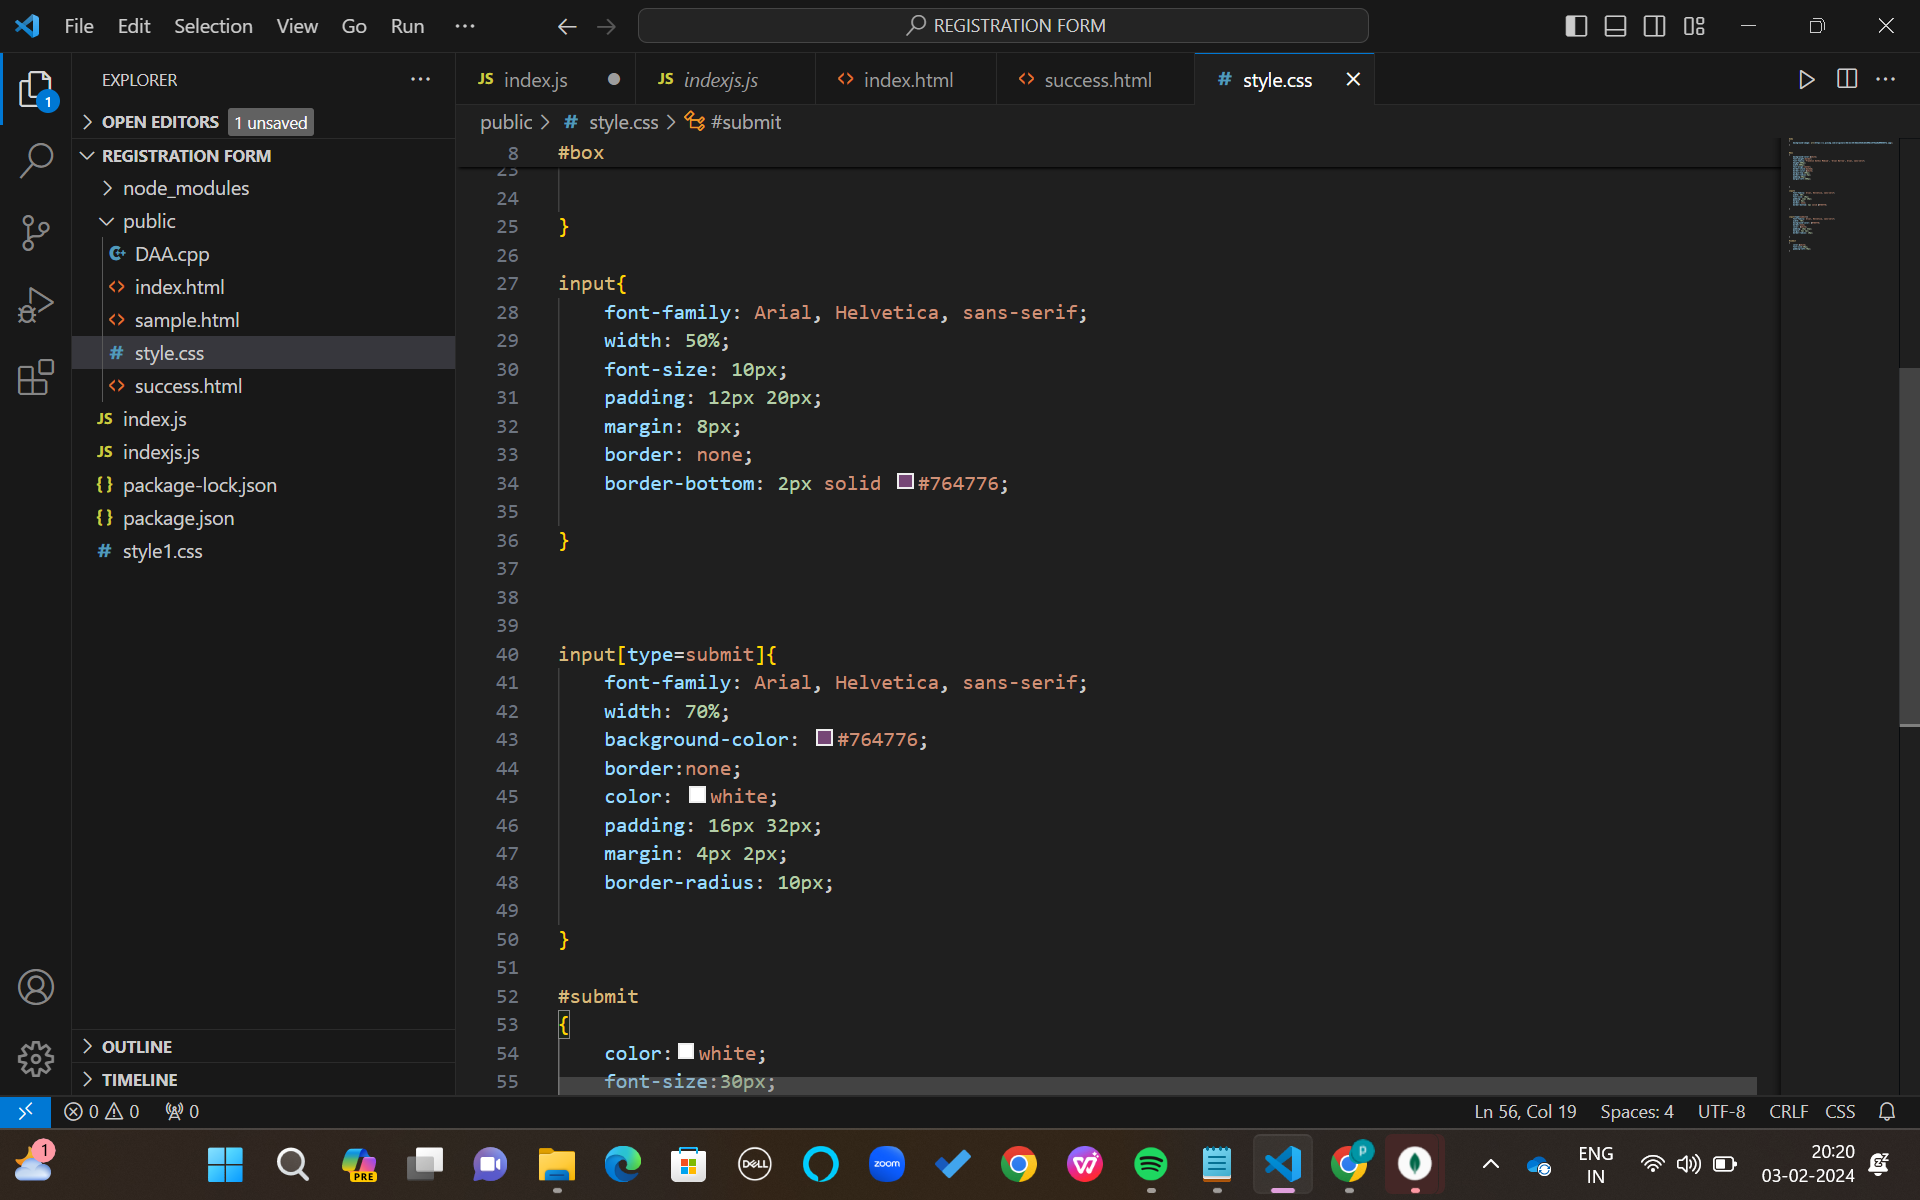 File Edit Selection View Go Run ···
REGISTRATION FORM
EXPLORER
OPEN EDITORS 1 unsaved
REGISTRATION FORM
node_modules
public
DAA.cpp
index.html
sample.html
style.css
success.html
JS index.js
JS indexjs.js
{} package-lock.json
{} package.json
# style1.css
OUTLINE
TIMELINE
1
JS index.js
JS indexjs.js
<> index.html
<> success.html
# style.css
public > # style.css > #submit
8 #box
23
24
25 }
26
27 input{
28 font-family: Arial, Helvetica, sans-serif;
29 width: 50%;
30 font-size: 10px;
31 padding: 12px 20px;
32 margin: 8px;
33 border: none;
34 border-bottom: 2px solid #764776;
35
36 }
37
38
39
40 input[type=submit]{
41 font-family: Arial, Helvetica, sans-serif;
42 width: 70%;
43 background-color: #764776;
44 border:none;
45 color: white;
46 padding: 16px 32px;
47 margin: 4px 2px;
48 border-radius: 10px;
49
50 }
51
52 #submit
53 {
54 color: white;
55 font-size:30px;
0 0 0
Ln 56, Col 19 Spaces: 4 UTF-8 CRLF CSS
1
PRE
DELL
zoom
p
ENG
IN
20:20
03-02-2024